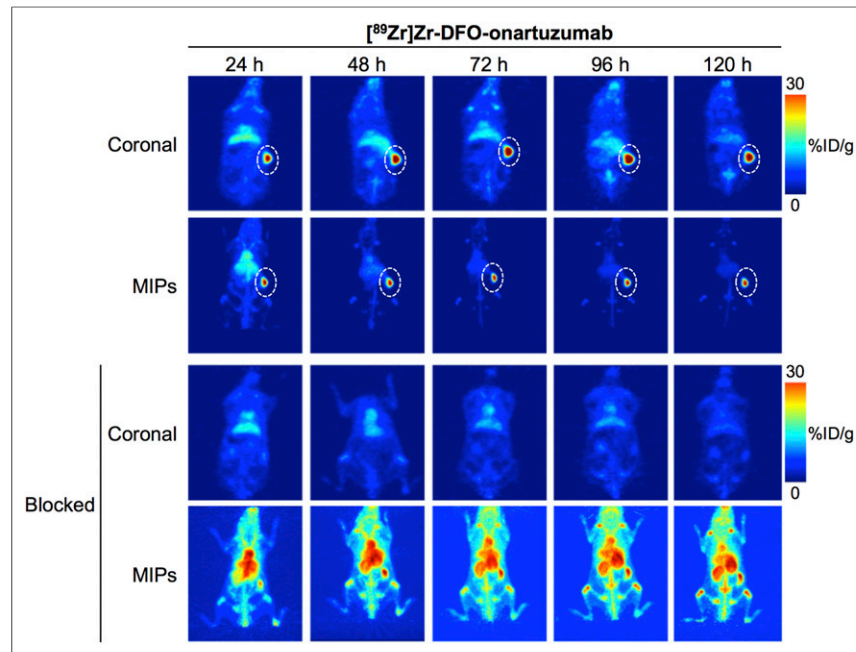 [⁸⁹Zr]Zr-DFO-onartuzumab
24 h 48 h 72 h 96 h 120 h
Coronal
30
%ID/g
0
MIPs
Blocked
Coronal
30
%ID/g
0
MIPs